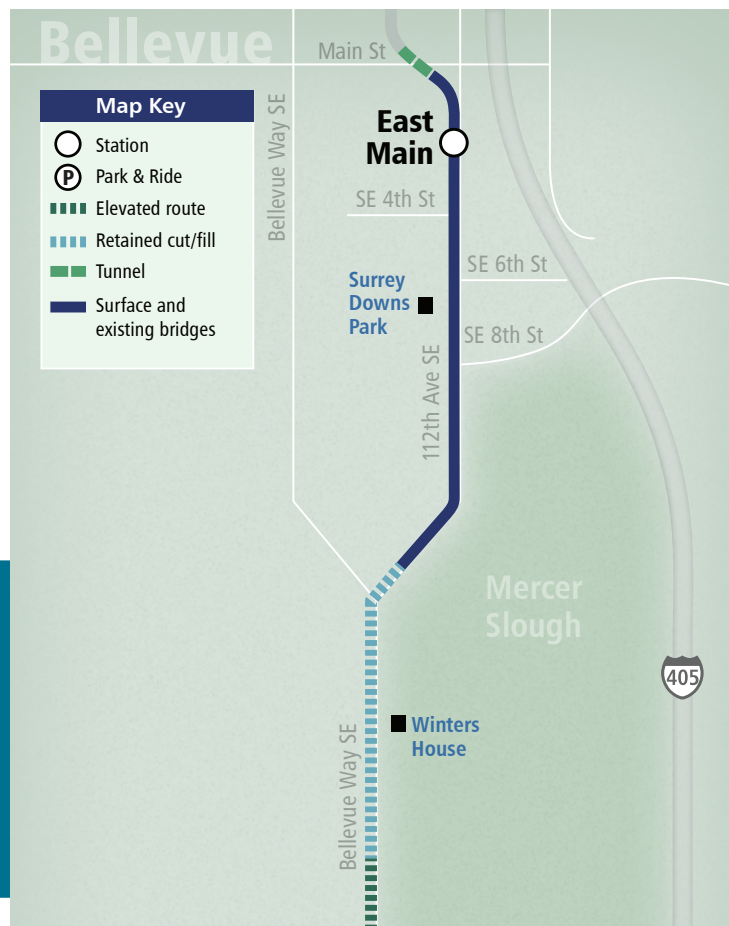 Bellevue
Main St
Map Key
Station
P
Park & Ride
Elevated route
Retained cut/fill
Tunnel
Surface and
existing bridges
Bellevue Way SE
East
Main
SE 4th St
SE 6th St
Surrey
Downs
Park
SE 8th St
112th Ave SE
Mercer
Slough
405
Winters
House
Bellevue Way SE